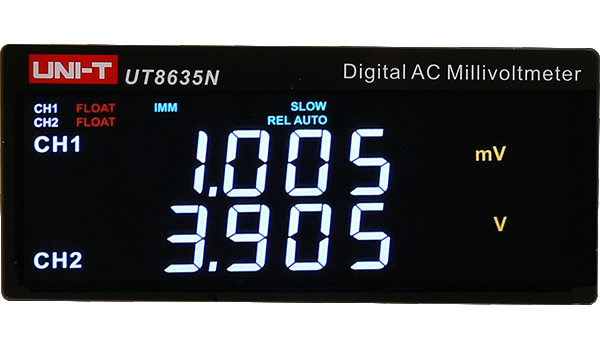 UNI-T UT8635N Digital AC Millivoltmeter
CH1 FLOAT IMM SLOW
CH2 FLOAT REL AUTO
CH1 1.005 mV
3.905 V
CH2